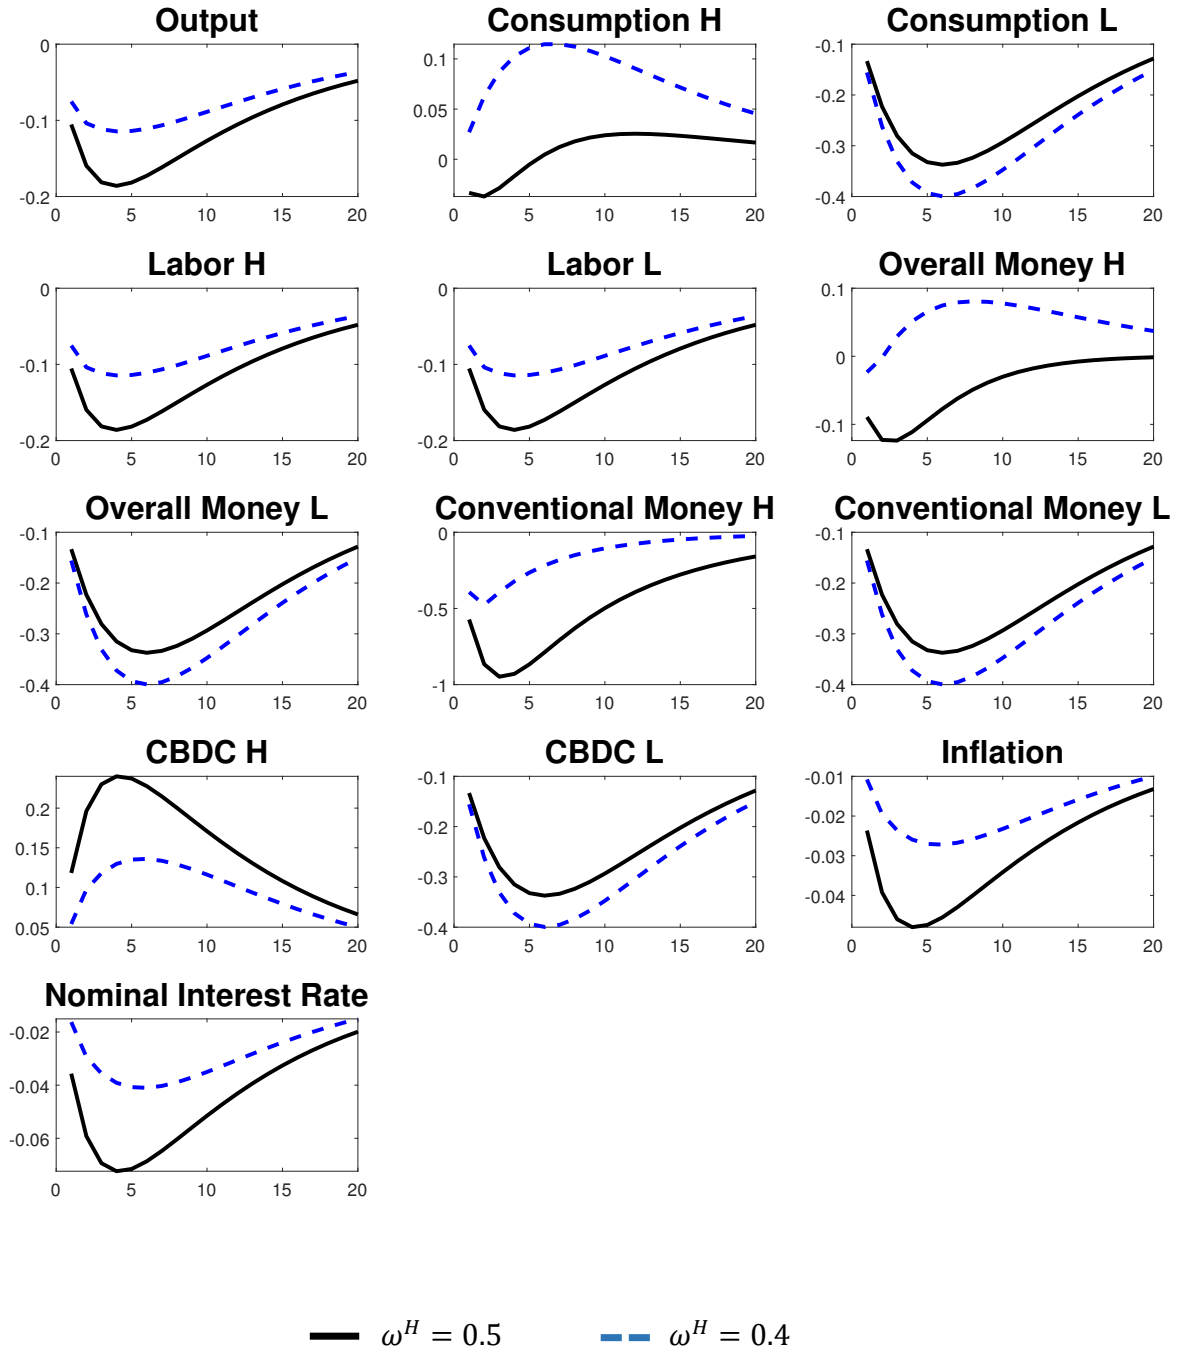 Output
Consumption H
Consumption L
0
-0.1
-0.2
0 5 10 15 20
0.1
0.05
0
0 5 10 15 20
-0.1
-0.2
-0.3
-0.4
0 5 10 15 20
Labor H
Labor L
Overall Money H
0
-0.1
-0.2
0 5 10 15 20
0
-0.1
-0.2
0 5 10 15 20
0.1
0
-0.1
0 5 10 15 20
Overall Money L
Conventional Money H
Conventional Money L
-0.1
-0.2
-0.3
-0.4
0 5 10 15 20
0
-0.5
-1
0 5 10 15 20
-0.1
-0.2
-0.3
-0.4
0 5 10 15 20
CBDC H
CBDC L
Inflation
0.2
0.15
0.1
0.05
0 5 10 15 20
-0.1
-0.2
-0.3
-0.4
0 5 10 15 20
-0.01
-0.02
-0.03
-0.04
0 5 10 15 20
Nominal Interest Rate
-0.02
-0.04
-0.06
0 5 10 15 20
ω^H = 0.5
ω^H = 0.4